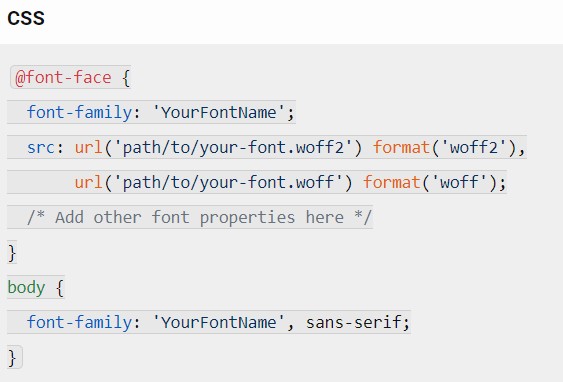 CSS
@font-face {
  font-family: 'YourFontName';
  src: url('path/to/your-font.woff2') format('woff2'),
       url('path/to/your-font.woff') format('woff');
  /* Add other font properties here */
}
body {
  font-family: 'YourFontName', sans-serif;
}